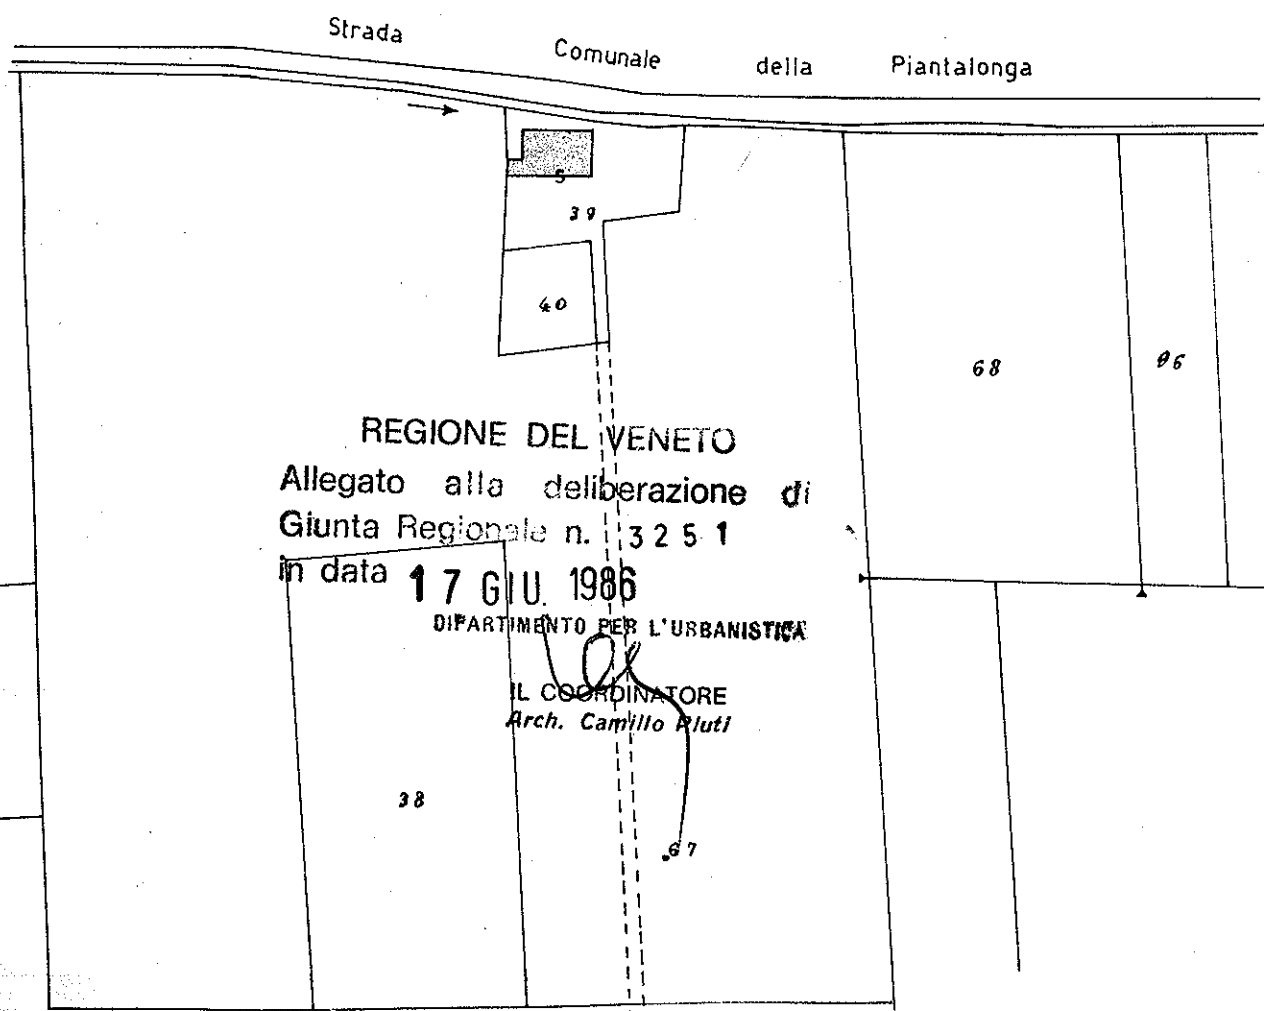 Strada Comunale della Piantalonga
S
39
40
68
96
REGIONE DEL VENETO
Allegato alla deliberazione di
Giunta Regionale n. 3251
in data 17 GIU. 1986
DIPARTIMENTO PER L'URBANISTICA
IL COORDINATORE
Arch. Camillo Pluti
38
67